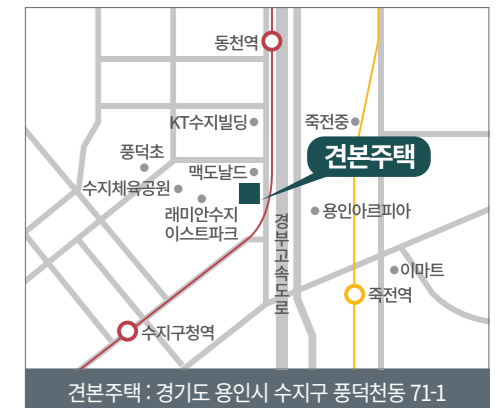 동천역
KT수지빌딩
죽전중
풍덕초
견본주택
맥도날드
수지체육공원
래미안수지
이스트파크
용인아르피아
경부고속도로
이마트
죽전역
수지구청역
견본주택 : 경기도 용인시 수지구 풍덕천동 71-1